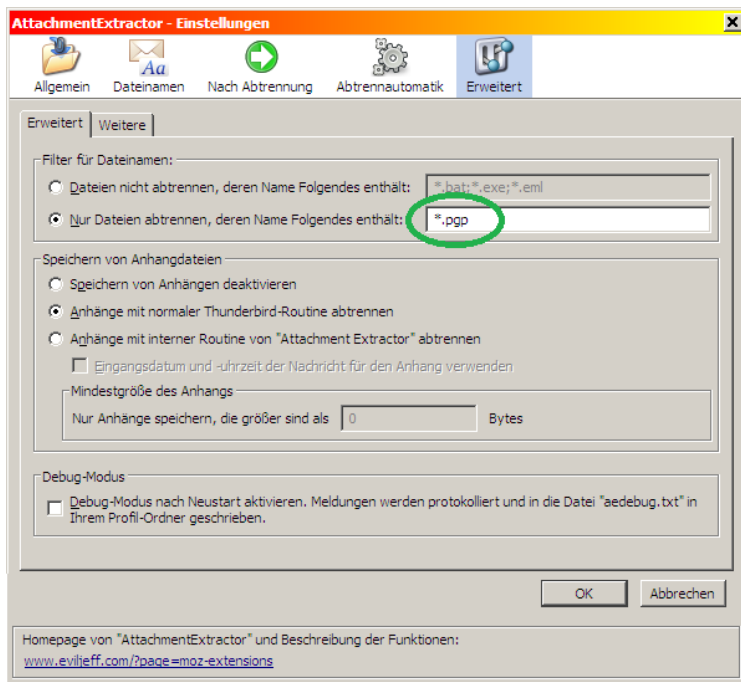 AttachmentExtractor - Einstellungen
Allgemein
Aa
Dateinamen
Nach Abtrennung
Abtrennautomatik
Erweitert
Erweitert
Weitere
Filter für Dateinamen:
Dateien nicht abtrennen, deren Name Folgendes enthält:
*.bat;*.exe;*.eml
Nur Dateien abtrennen, deren Name Folgendes enthält:
*.pgp
Speichern von Anhangdateien
Speichern von Anhängen deaktivieren
Anhänge mit normaler Thunderbird-Routine abtrennen
Anhänge mit interner Routine von "Attachment Extractor" abtrennen
Eingangsdatum und -uhrzeit der Nachricht für den Anhang verwenden
Mindestgröße des Anhangs
Nur Anhänge speichern, die größer sind als
0
Bytes
Debug-Modus
Debug-Modus nach Neustart aktivieren. Meldungen werden protokolliert und in die Datei "aedebug.txt" in
Ihrem Profil-Ordner geschrieben.
OK
Abbrechen
Homepage von "AttachmentExtractor" und Beschreibung der Funktionen:
www.eviljeff.com/?page=moz-extensions